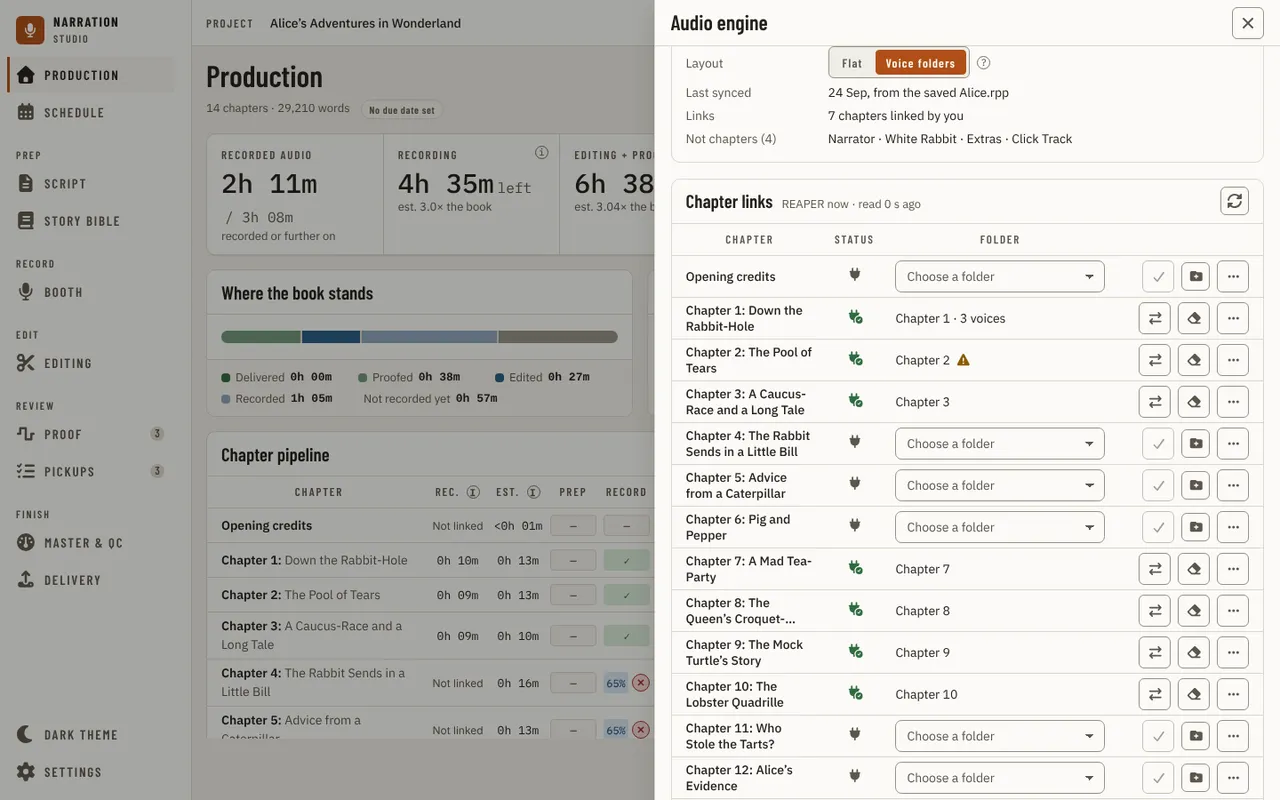 NARRATION
STUDIO
PRODUCTION
SCHEDULE
PREP
SCRIPT
STORY BIBLE
RECORD
BOOTH
EDIT
EDITING
REVIEW
PROOF 3
PICKUPS 3
FINISH
MASTER & QC
DELIVERY
DARK THEME
SETTINGS
PROJECT Alice's Adventures in Wonderland
Production
14 chapters · 29,210 words No due date set
RECORDED AUDIO
2h 11m
/ 3h 08m
recorded or further on
RECORDING
4h 35m left
est. 3.0× the book
EDITING + PRO
6h 38
est. 3.04× the b
Where the book stands
Delivered 0h 00m Proofed 0h 38m Edited 0h 27m
Recorded 1h 05m Not recorded yet 0h 57m
Chapter pipeline
CHAPTER REC. EST. PREP RECORD
Opening credits Not linked <0h 01m – –
Chapter 1: Down the Rabbit-Hole 0h 10m 0h 13m – ✓
Chapter 2: The Pool of Tears 0h 09m 0h 13m – ✓
Chapter 3: A Caucus-Race and a
Long Tale 0h 09m 0h 10m – ✓
Chapter 4: The Rabbit Sends in a
Little Bill Not linked 0h 16m – 65%
Chapter 5: Advice from a
Caterpillar Not linked 0h 13m – 65%
Audio engine
Layout Flat Voice folders ?
Last synced 24 Sep, from the saved Alice.rpp
Links 7 chapters linked by you
Not chapters (4) Narrator · White Rabbit · Extras · Click Track
Chapter links REAPER now · read 0 s ago
CHAPTER STATUS FOLDER
Opening credits Choose a folder
Chapter 1: Down the
Rabbit-Hole Chapter 1 · 3 voices
Chapter 2: The Pool of
Tears Chapter 2
Chapter 3: A Caucus-
Race and a Long Tale Chapter 3
Chapter 4: The Rabbit
Sends in a Little Bill Choose a folder
Chapter 5: Advice
from a Caterpillar Choose a folder
Chapter 6: Pig and
Pepper Choose a folder
Chapter 7: A Mad Tea-
Party Chapter 7
Chapter 8: The
Queen's Croquet-... Chapter 8
Chapter 9: The Mock
Turtle's Story Chapter 9
Chapter 10: The
Lobster Quadrille Chapter 10
Chapter 11: Who
Stole the Tarts? Choose a folder
Chapter 12: Alice's
Evidence Choose a folder